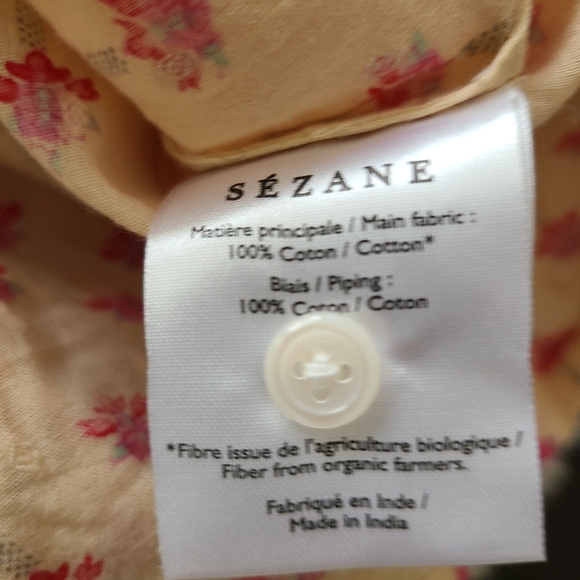 SÉZANE
Matière principale / Main fabric :
100% Coton / Cotton*
Biais / Piping :
100% Coton / Coton
*Fibre issue de l'agriculture biologique /
Fiber from organic farmers.
Fabriqué en Inde /
Made in India